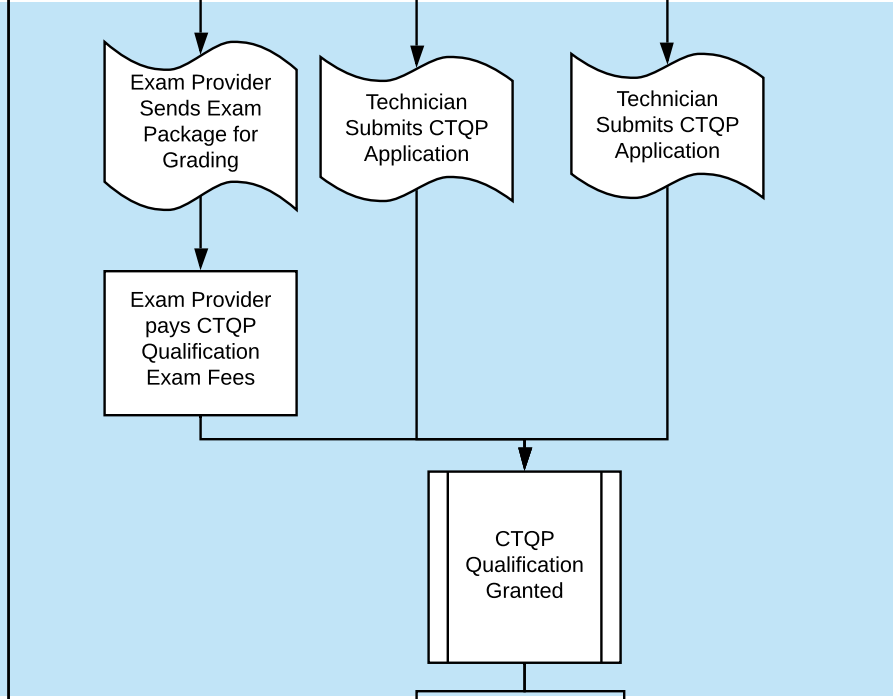 Exam Provider
Sends Exam
Package for
Grading
Technician
Submits CTQP
Application
Technician
Submits CTQP
Application
Exam Provider
pays CTQP
Qualification
Exam Fees
CTQP
Qualification
Granted